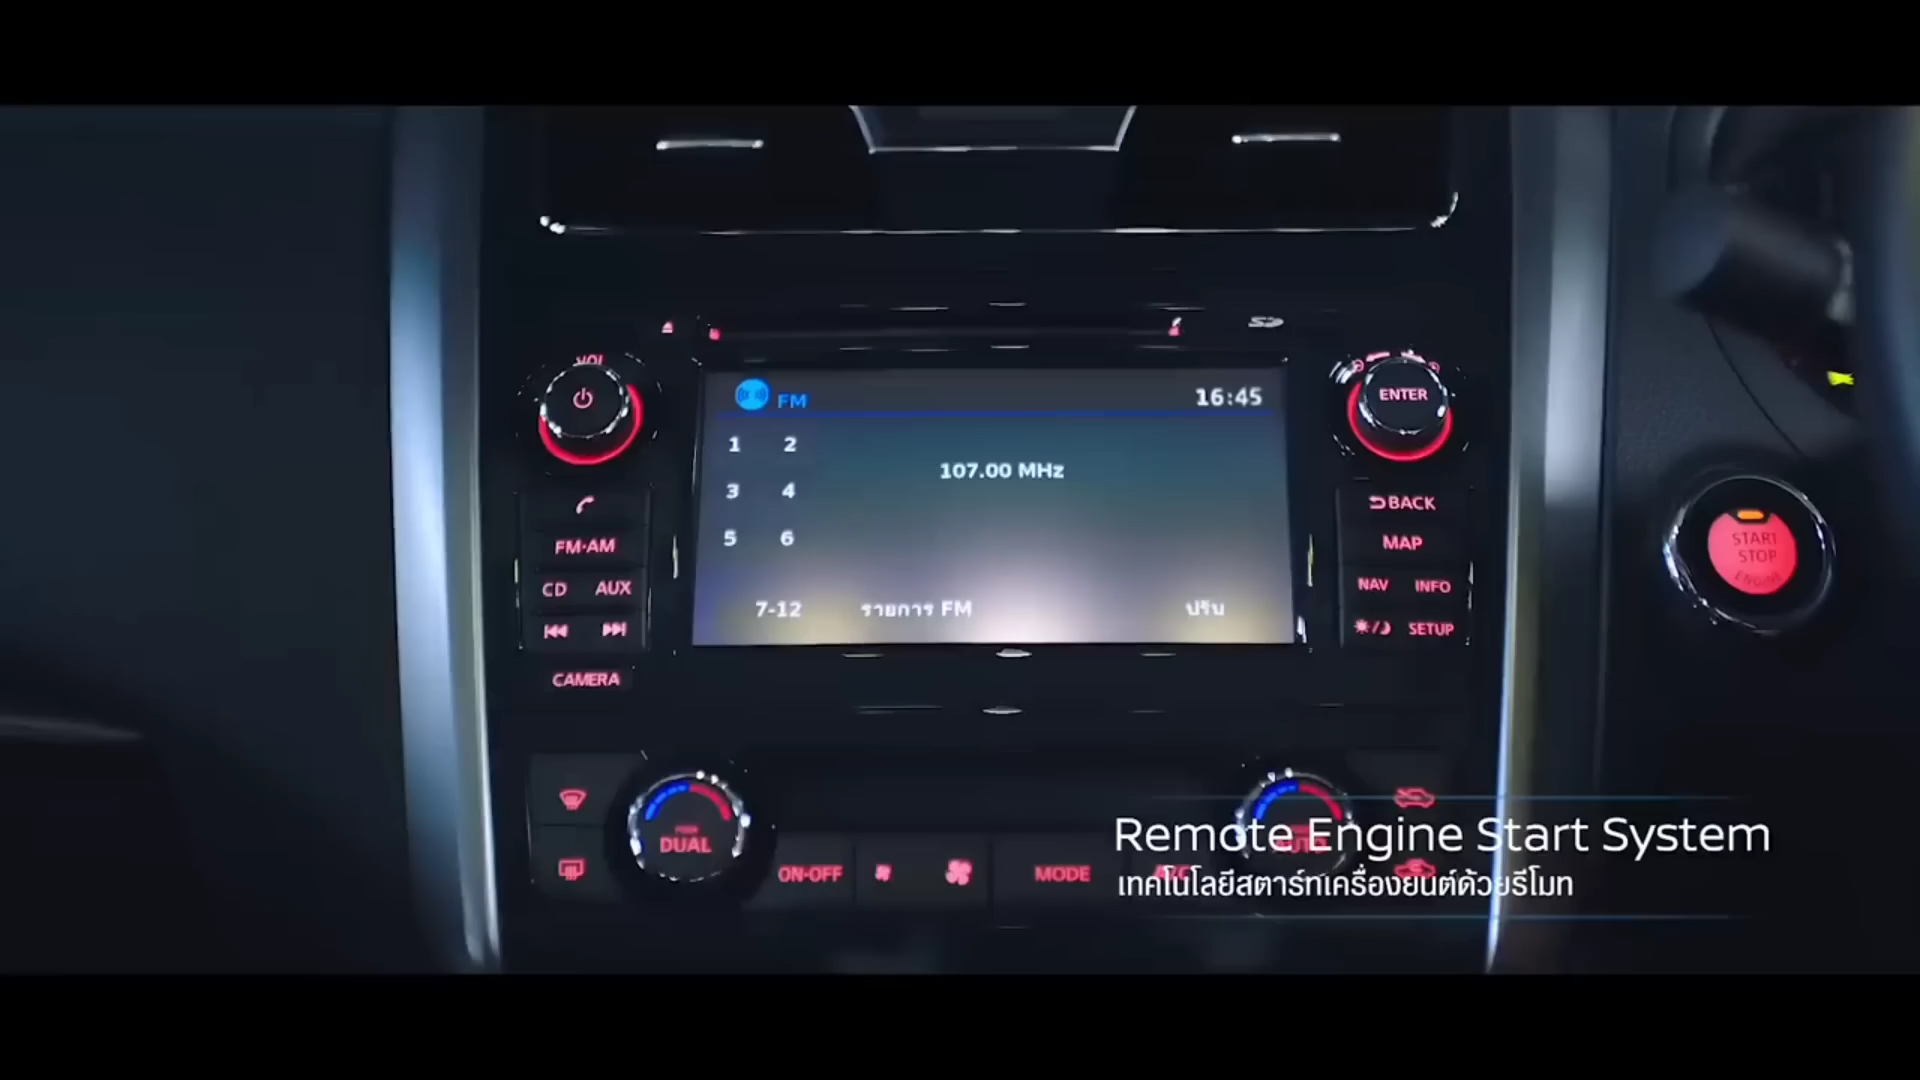 VOL
ENTER
FM 16:45
1 2
107.00 MHz
3 4
5 6
7-12 รายการ FM ปรับ
FM·AM
CD AUX
CAMERA
BACK
MAP
NAV INFO
SETUP
START
STOP
ENGINE
DUAL
ON·OFF
MODE
Remote Engine Start System
เทคโนโลยีสตาร์ทเครื่องยนต์ด้วยรีโมท